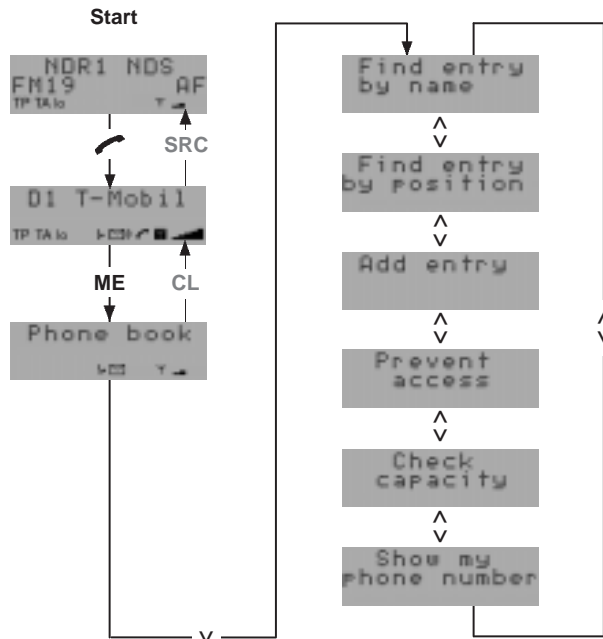 Start
NDR1 NDS
FM19 AF
TP TA lo
SRC
D1 T-Mobil
TP TA lo
ME CL
Phone book
Find entry
by name
Find entry
by position
Add entry
Prevent
access
Check
capacity
Show my
phone number